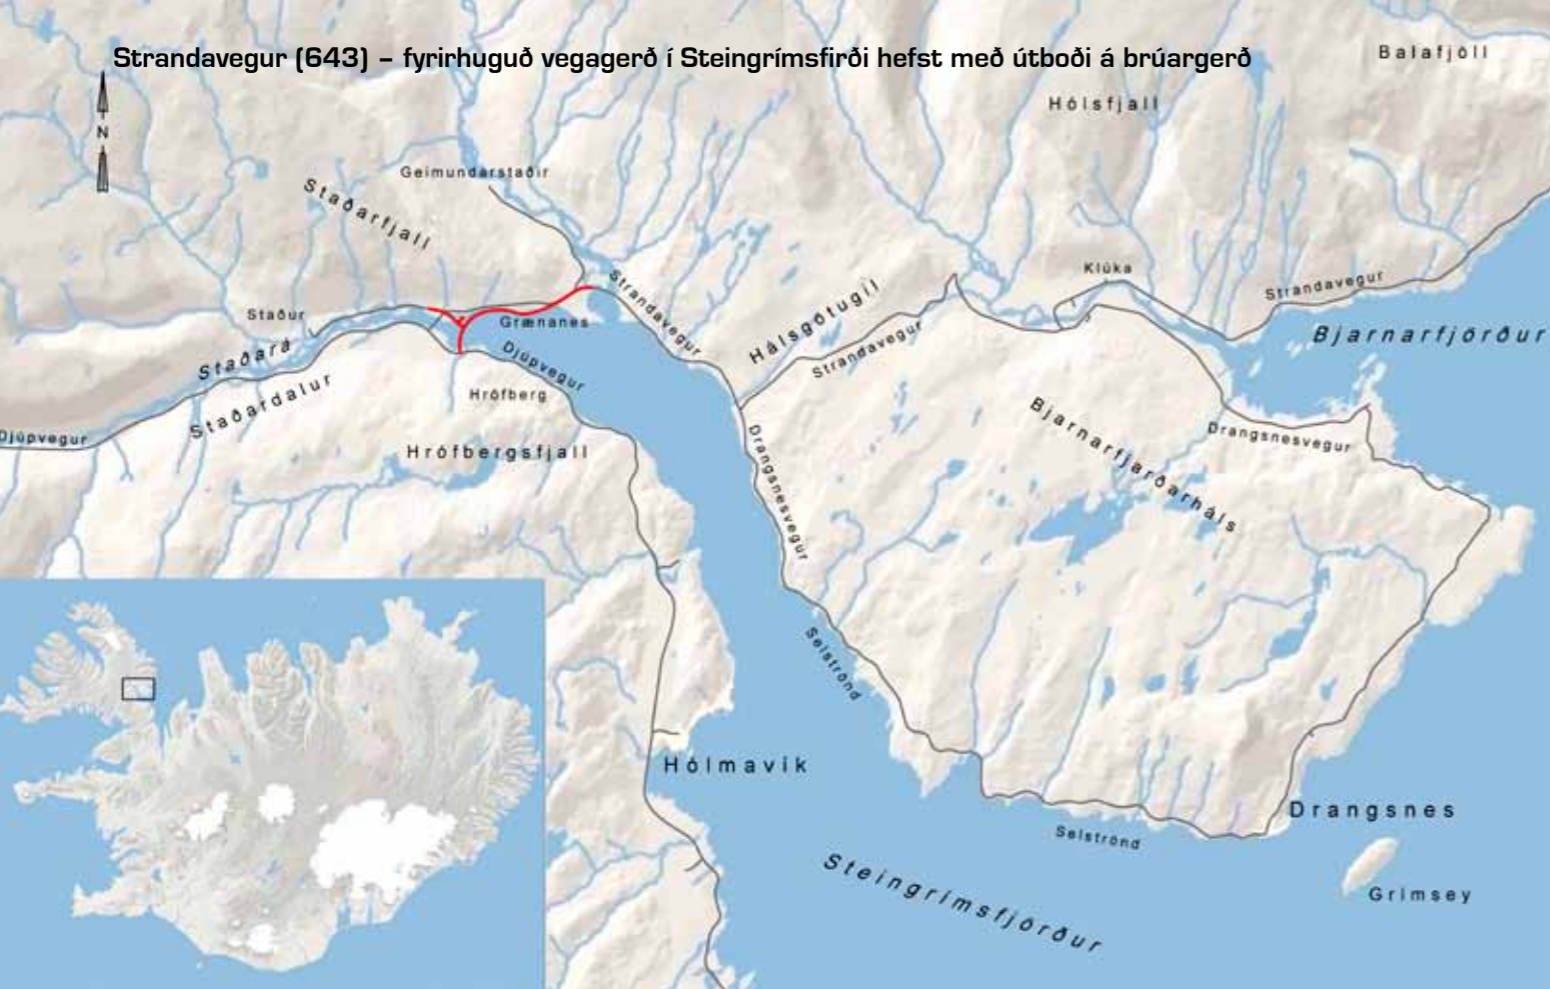 Strandavegur (643) – fyrirhuguð vegagerð í Steingrímsfirði hefst með útboði á brúargerð
Balafjöll
Hólsfjall
N
Geirmundarstaðir
Staðarfjall
Klúka
Strandavegur
Strandavegur
Hálsgötugil
Staður
Grænanes
Strandavegur
Bjarnarfjörður
Staðará
Djúpvegur
Staðardalur
Hrófberg
Bjarnarfjarðarháls
Djúpvegur
Drangsnesvegur
Drangsnesvegur
Hrófbergsfjall
Selströnd
Hólmavík
Drangsnes
Selströnd
Steingrímsfjörður
Grímsey